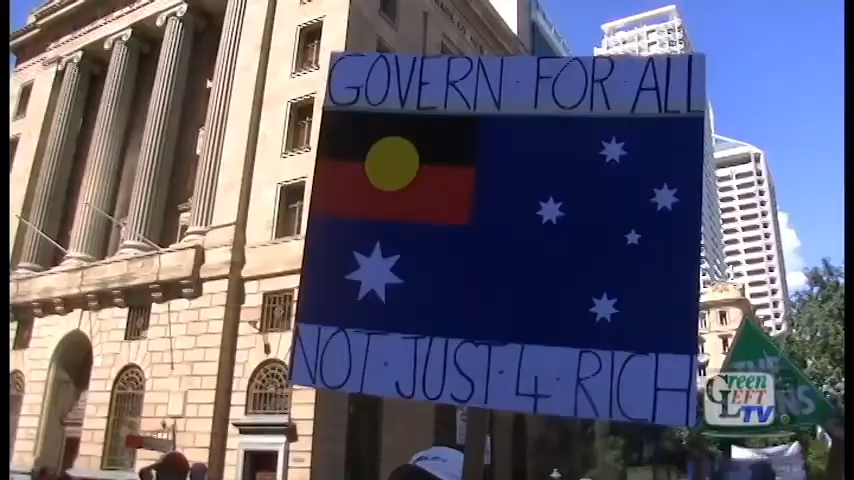 GOVERN · FOR · ALL
NOT · JUST · 4 · RICH
Green
LEFT
TV